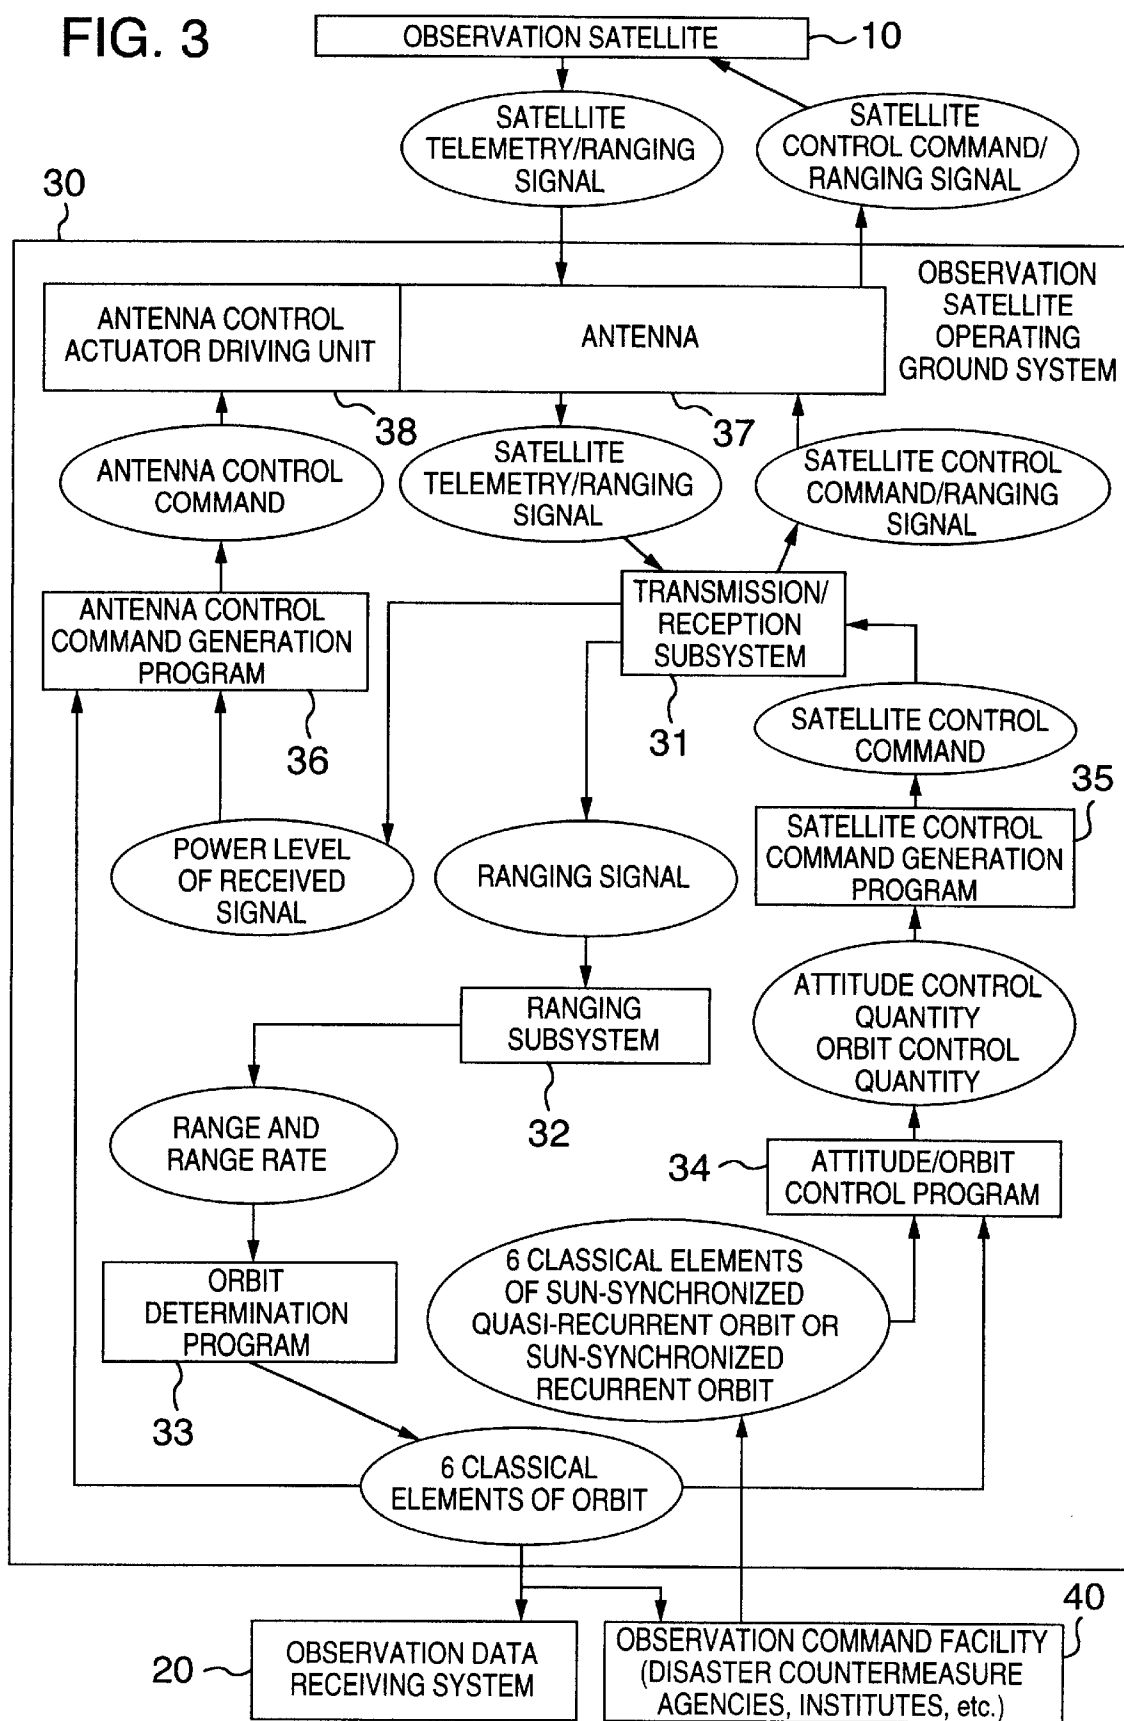 FIG. 3
OBSERVATION SATELLITE
10
SATELLITE
TELEMETRY/RANGING
SIGNAL
SATELLITE
CONTROL COMMAND/
RANGING SIGNAL
30
OBSERVATION
SATELLITE
OPERATING
GROUND SYSTEM
ANTENNA CONTROL
ACTUATOR DRIVING UNIT
ANTENNA
38
37
ANTENNA CONTROL
COMMAND
SATELLITE
TELEMETRY/RANGING
SIGNAL
SATELLITE CONTROL
COMMAND/RANGING
SIGNAL
ANTENNA CONTROL
COMMAND GENERATION
PROGRAM
36
TRANSMISSION/
RECEPTION
SUBSYSTEM
31
SATELLITE CONTROL
COMMAND
35
SATELLITE CONTROL
COMMAND GENERATION
PROGRAM
POWER LEVEL
OF RECEIVED
SIGNAL
RANGING SIGNAL
ATTITUDE CONTROL
QUANTITY
ORBIT CONTROL
QUANTITY
RANGING
SUBSYSTEM
32
RANGE AND
RANGE RATE
34
ATTITUDE/ORBIT
CONTROL PROGRAM
ORBIT
DETERMINATION
PROGRAM
33
6 CLASSICAL ELEMENTS
OF SUN-SYNCHRONIZED
QUASI-RECURRENT ORBIT OR
SUN-SYNCHRONIZED
RECURRENT ORBIT
6 CLASSICAL
ELEMENTS OF ORBIT
20
OBSERVATION DATA
RECEIVING SYSTEM
40
OBSERVATION COMMAND FACILITY
(DISASTER COUNTERMEASURE
AGENCIES, INSTITUTES, etc.)